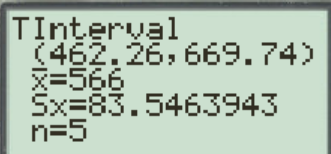 TInterval
(462.26,669.74)
x̄=566
Sx=83.5463943
n=5